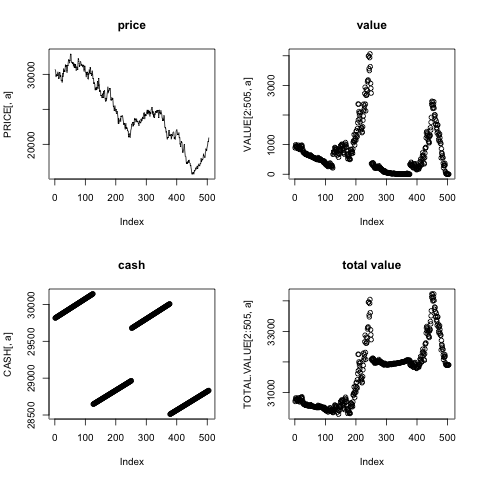 price
PRICE[, a]
20000
30000
0 100 200 300 400 500
Index
value
VALUE[2:505, a]
0
1000
3000
0 100 200 300 400 500
Index
cash
CASH[, a]
28500
29000
29500
30000
0 100 200 300 400 500
Index
total value
TOTAL.VALUE[2:505, a]
31000
33000
0 100 200 300 400 500
Index